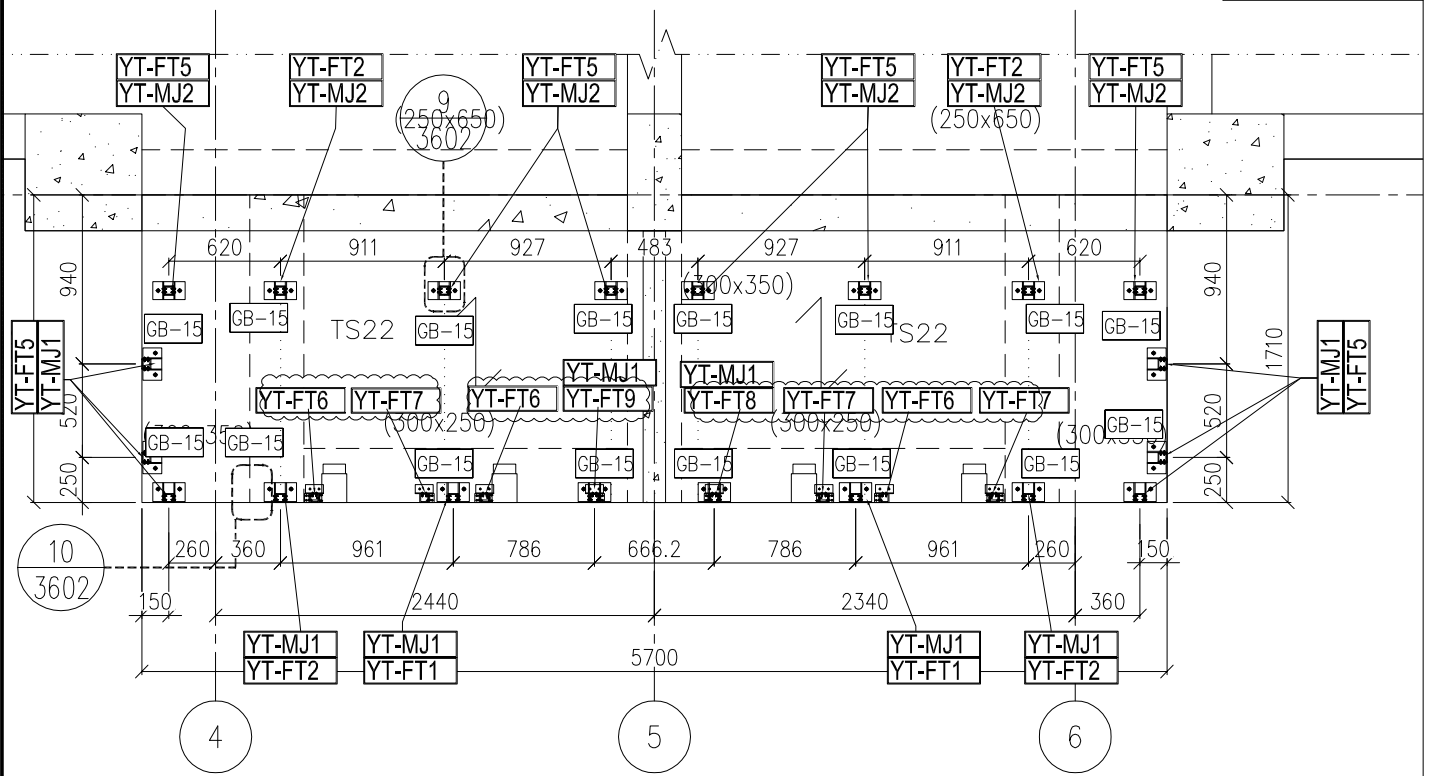 YT-FT5
YT-MJ2
YT-FT2
YT-MJ2
YT-FT5
YT-MJ2
YT-FT5
YT-MJ2
YT-FT2
YT-MJ2
YT-FT5
YT-MJ2
9
3602
(250x650)
(250x650)
620
911
927
483
927
911
620
940
520
250
940
520
250
1710
(300x350)
GB-15
GB-15
GB-15
GB-15
GB-15
GB-15
GB-15
GB-15
TS22
TS22
YT-FT5
YT-MJ1
YT-MJ1
YT-FT5
YT-MJ1
YT-MJ1
YT-FT6
YT-FT7
YT-FT6
YT-FT9
YT-FT8
YT-FT7
YT-FT6
YT-FT7
(300x250)
(300x250)
GB-15
GB-15
GB-15
GB-15
GB-15
GB-15
GB-15
GB-15
10
3602
260
360
961
786
666.2
786
961
260
150
150
2440
2340
360
YT-MJ1
YT-FT2
YT-MJ1
YT-FT1
5700
YT-MJ1
YT-FT1
YT-MJ1
YT-FT2
4
5
6